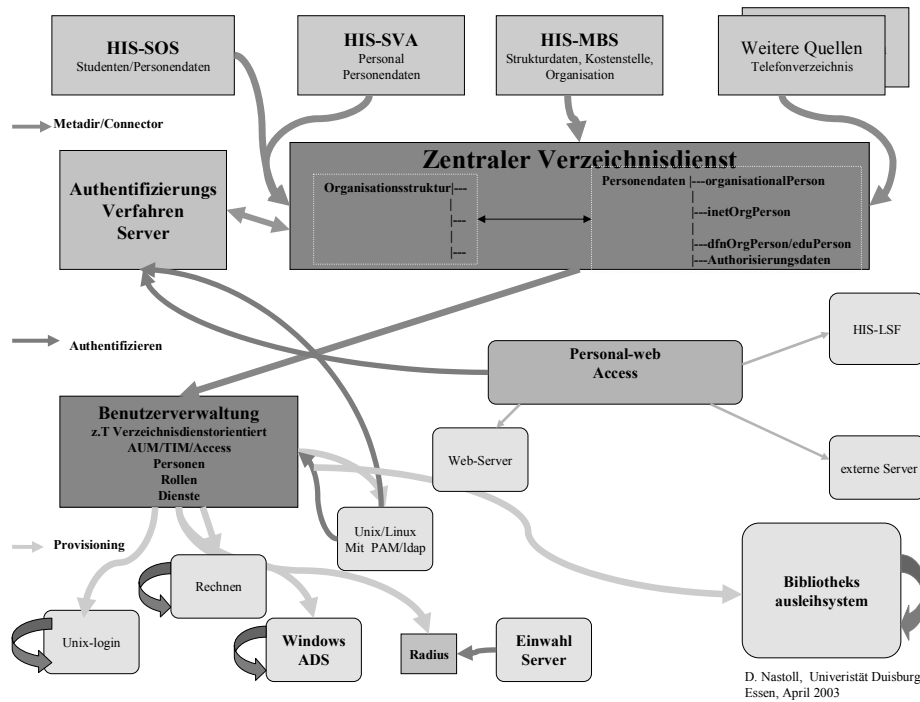 HIS-SOS
Studenten/Personendaten
HIS-SVA
Personal
Personendaten
HIS-MBS
Strukturdaten, Kostenstelle,
Organisation
Weitere Quellen
Telefonverzeichnis
Metadir/Connector
Zentraler Verzeichnisdienst
Organisationsstruktur|---
|
|---
|
|---
Personendaten |---organisationalPerson
|
|---inetOrgPerson
|
|---dfnOrgPerson/eduPerson
|---Authorisierungsdaten
Authentifizierungs
Verfahren
Server
HIS-LSF
Authentifizieren
Personal-web
Access
Benutzerverwaltung
z.T Verzeichnisdienstorientiert
AUM/TIM/Access
Personen
Rollen
Dienste
Web-Server
externe Server
Unix/Linux
Mit PAM/ldap
Provisioning
Rechnen
Bibliotheks
ausleihsystem
Unix-login
Windows
ADS
Radius
Einwahl
Server
D. Nastoll, Univeristät Duisburg
Essen, April 2003